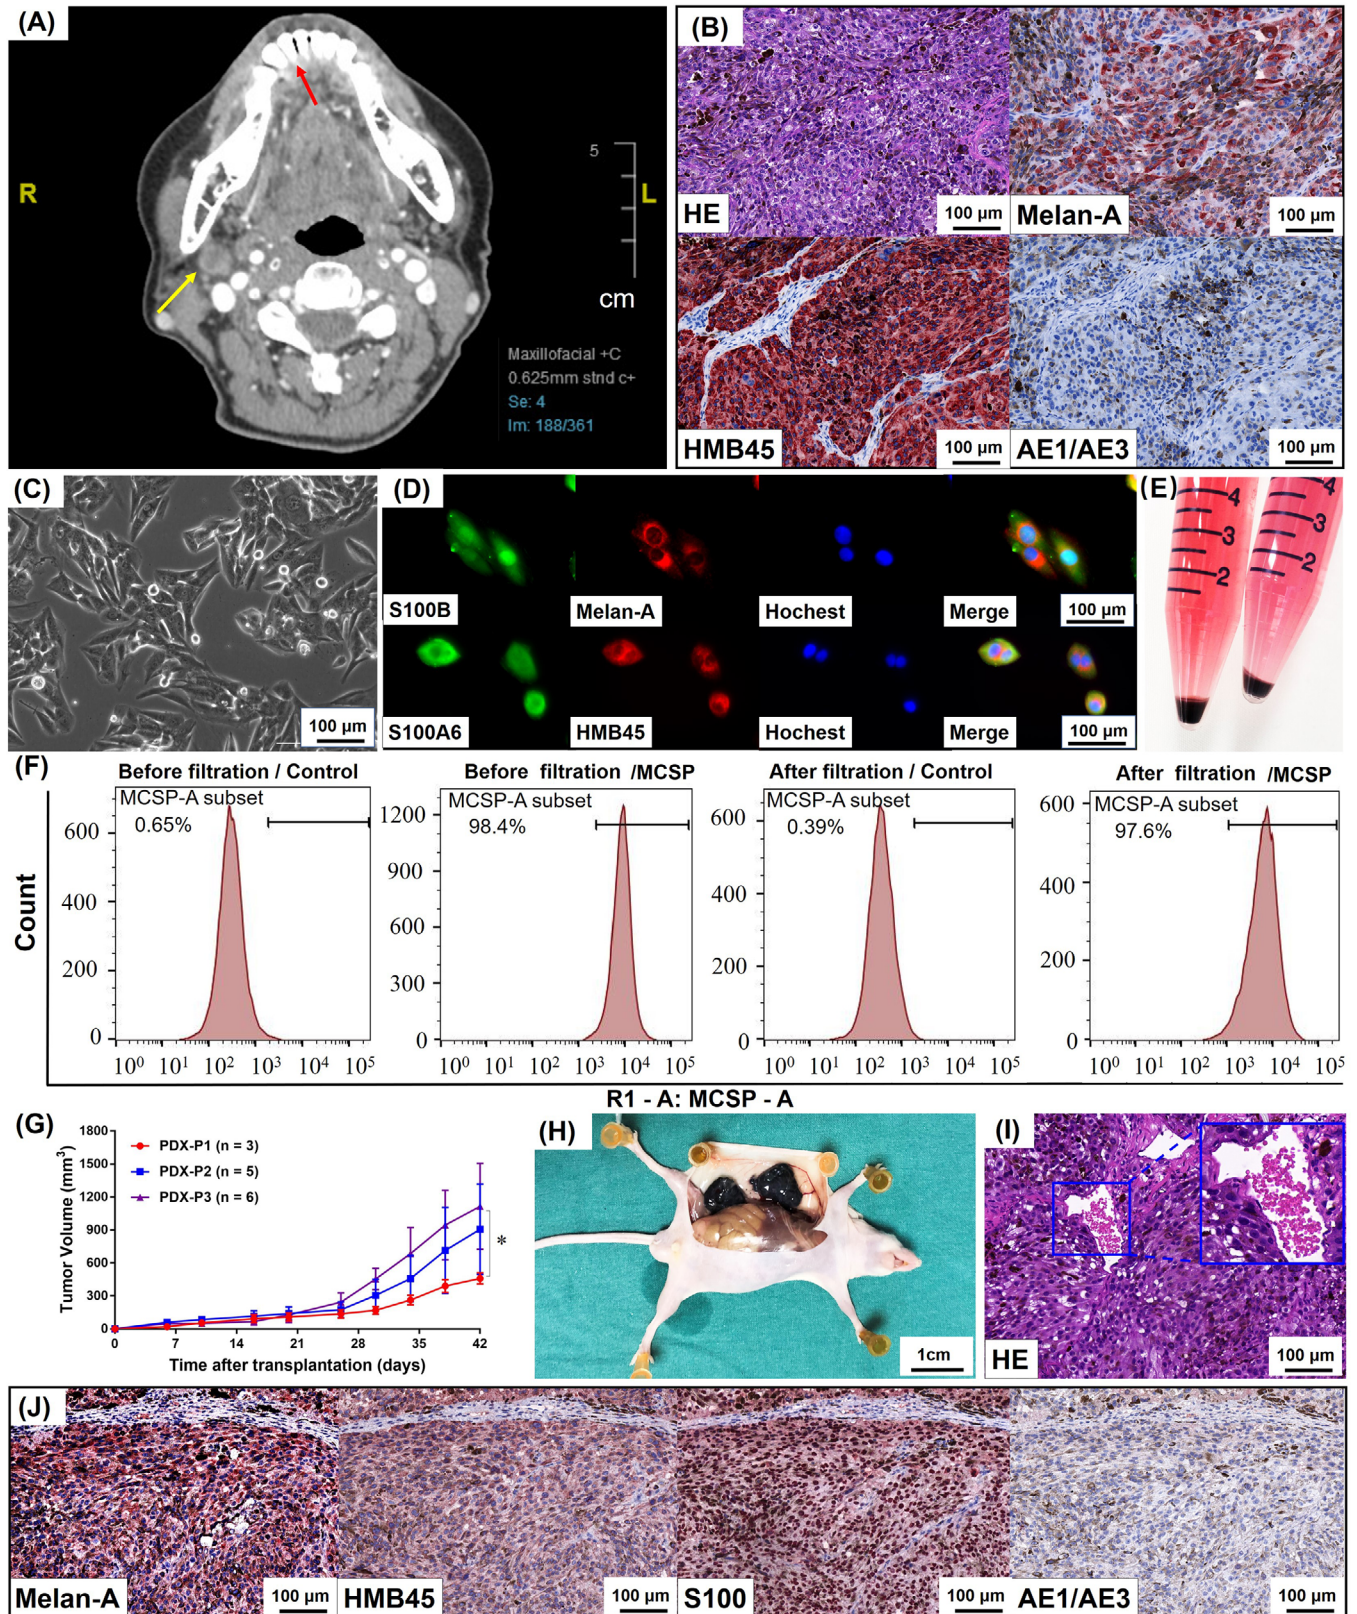 (A)
R
L
5
cm
Maxillofacial +C
0.625mm stnd c+
Se: 4
Im: 188/361
(B)
HE
100 μm
Melan-A
100 μm
HMB45
100 μm
AE1/AE3
100 μm
(C)
100 μm
(D)
S100B
Melan-A
Hochest
Merge
100 μm
S100A6
HMB45
Hochest
Merge
100 μm
(E)
4
3
2
4
3
2
(F)
Count
Before filtration / Control
MCSP-A subset
0.65%
600
400
200
0
10⁰ 10¹ 10² 10³ 10⁴ 10⁵
Before filtration /MCSP
MCSP-A subset
98.4%
1200
900
600
300
0
10⁰ 10¹ 10² 10³ 10⁴ 10⁵
After filtration / Control
MCSP-A subset
0.39%
600
400
200
0
10⁰ 10¹ 10² 10³ 10⁴ 10⁵
After filtration /MCSP
MCSP-A subset
97.6%
600
400
200
0
10⁰ 10¹ 10² 10³ 10⁴ 10⁵
R1 - A: MCSP - A
(G)
Tumor Volume (mm³)
1800
1500
1200
900
600
300
0
PDX-P1 (n = 3)
PDX-P2 (n = 5)
PDX-P3 (n = 6)
*
0 7 14 21 28 35 42
Time after transplantation (days)
(H)
1cm
(I)
HE
100 μm
(J)
Melan-A
100 μm
HMB45
100 μm
S100
100 μm
AE1/AE3
100 μm